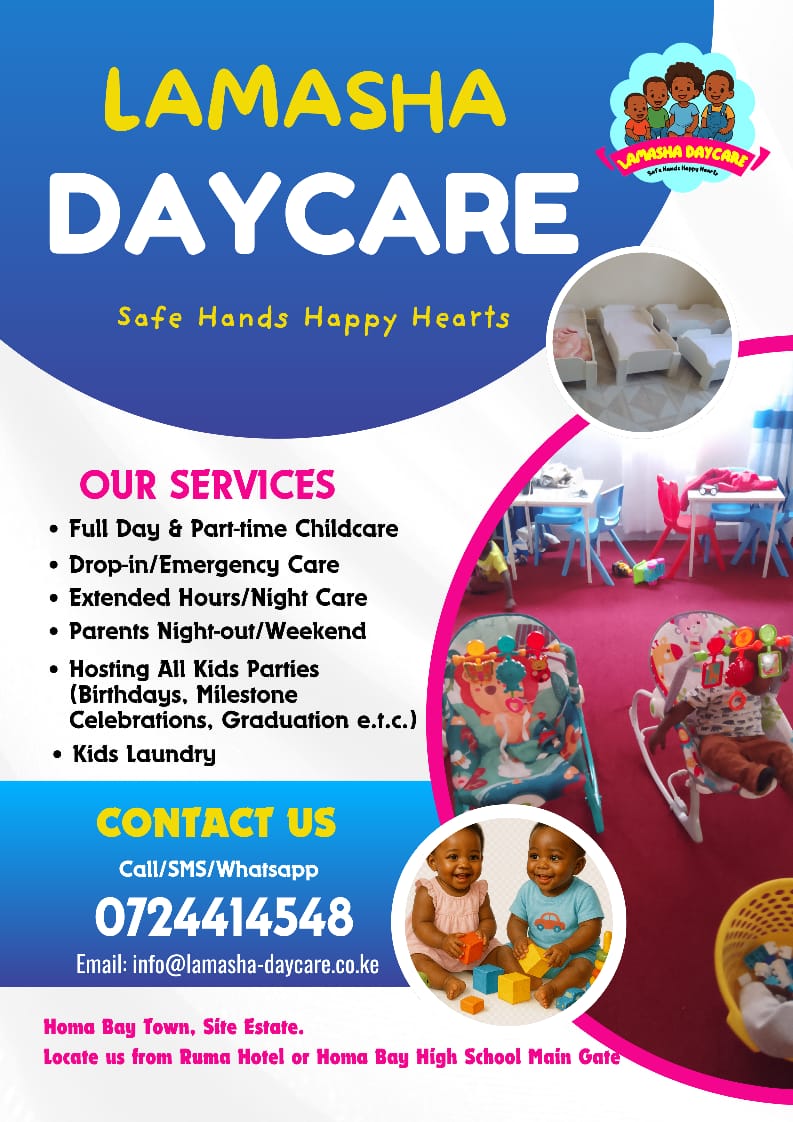 LAMASHA
DAYCARE
Safe Hands Happy Hearts
LAMASHA DAYCARE
Safe Hands Happy Hearts
OUR SERVICES
• Full Day & Part-time Childcare
• Drop-in/Emergency Care
• Extended Hours/Night Care
• Parents Night-out/Weekend
• Hosting All Kids Parties
(Birthdays, Milestone
Celebrations, Graduation e.t.c.)
• Kids Laundry
CONTACT US
Call/SMS/Whatsapp
0724414548
Email: info@lamasha-daycare.co.ke
Homa Bay Town, Site Estate.
Locate us from Ruma Hotel or Homa Bay High School Main Gate